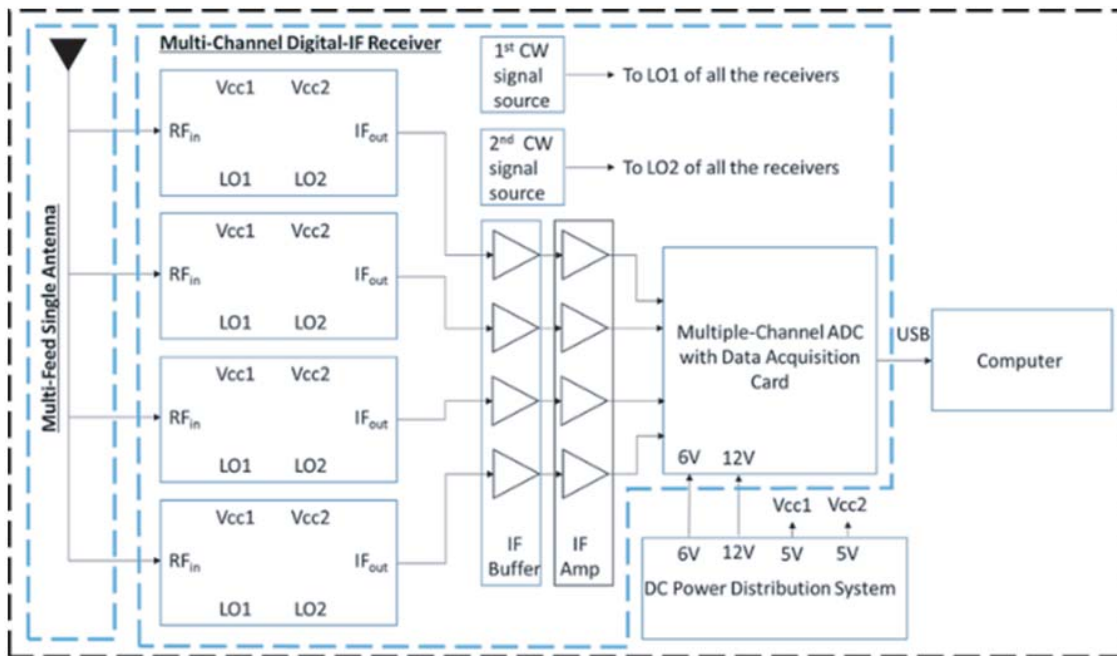 Multi-Channel Digital-IF Receiver
Multi-Feed Single Antenna
Vcc1 Vcc2
RFin IFout
LO1 LO2
Vcc1 Vcc2
RFin IFout
LO1 LO2
Vcc1 Vcc2
RFin IFout
LO1 LO2
Vcc1 Vcc2
RFin IFout
LO1 LO2
1st CW
signal
source
To LO1 of all the receivers
2nd CW
signal
source
To LO2 of all the receivers
IF
Buffer
IF
Amp
Multiple-Channel ADC
with Data Acquisition
Card
6V 12V
USB
Computer
Vcc1 Vcc2
6V 12V 5V 5V
DC Power Distribution System